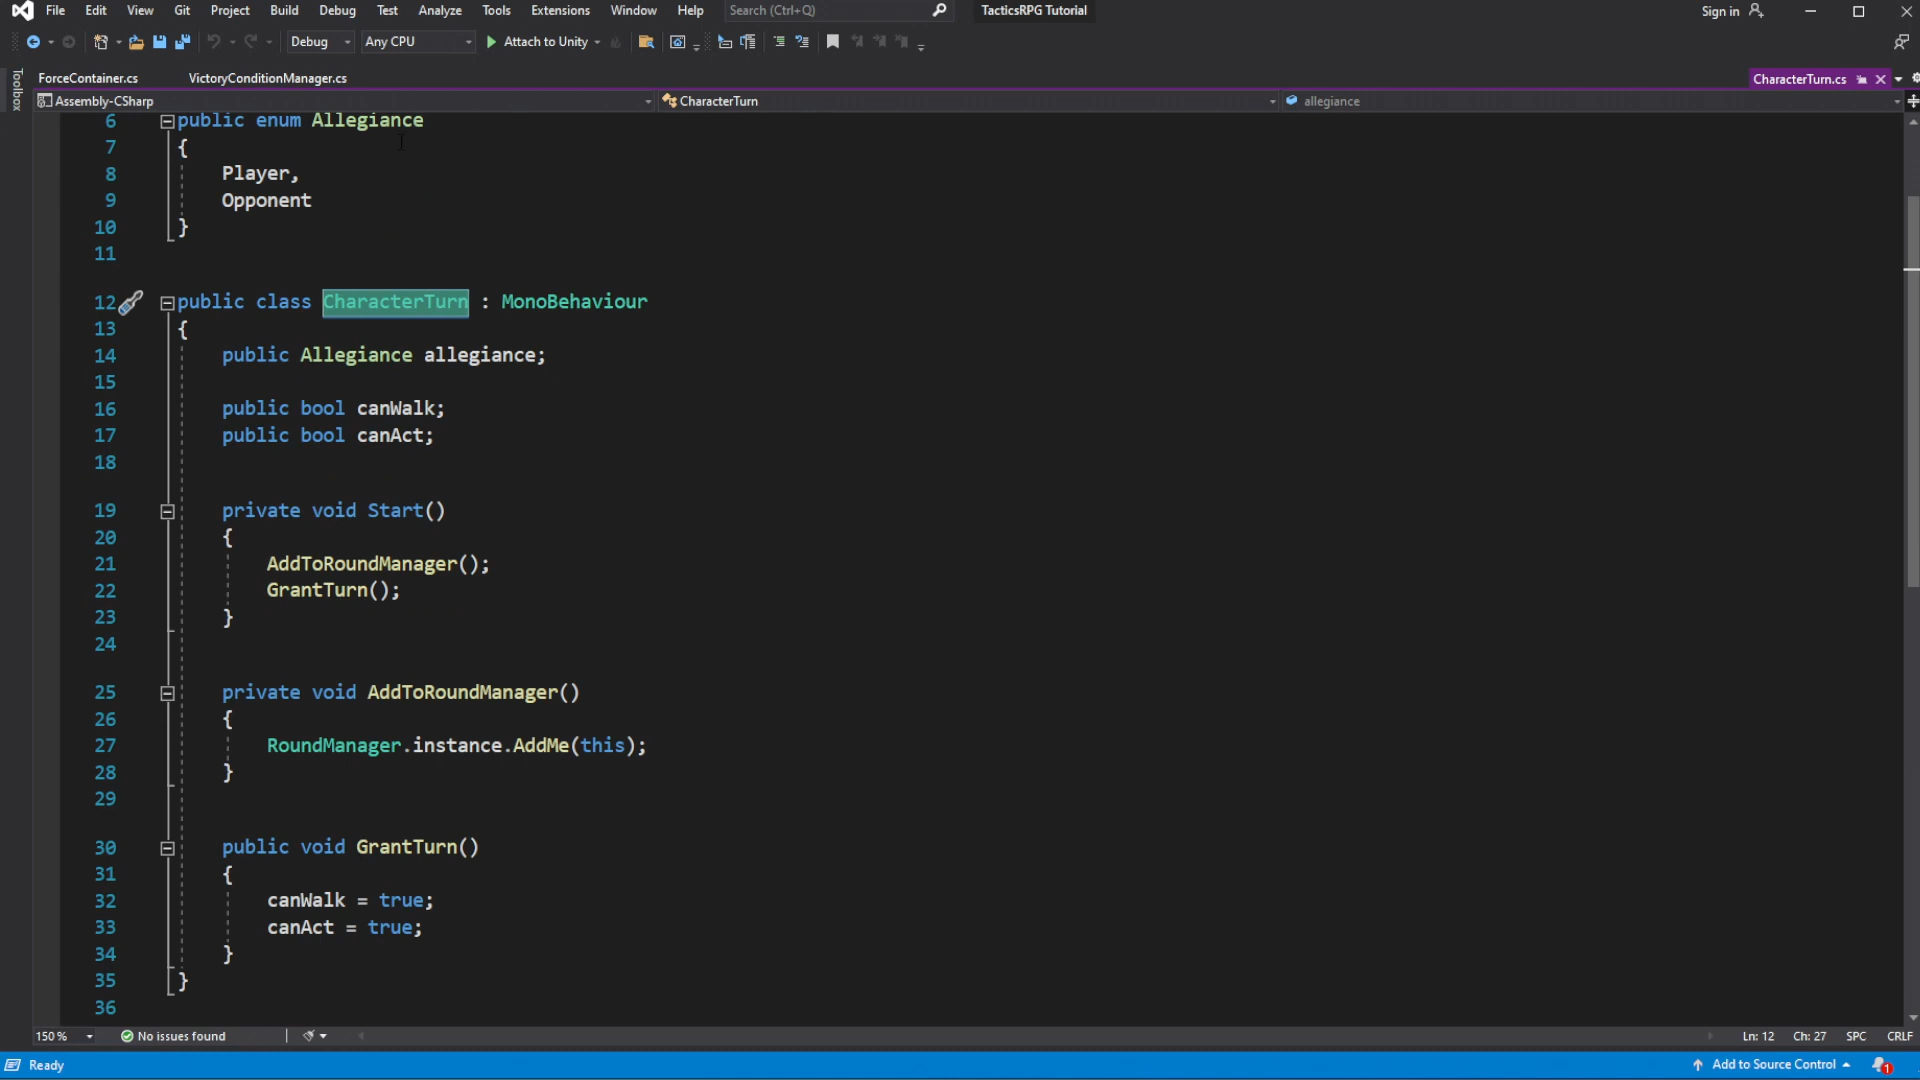 File Edit View Git Project Build Debug Test Analyze Tools Extensions Window Help Search (Ctrl+Q) TacticsRPG Tutorial Sign in
Debug Any CPU Attach to Unity
Toolbox
ForceContainer.cs VictoryConditionManager.cs CharacterTurn.cs
Assembly-CSharp CharacterTurn allegiance
6 public enum Allegiance
7 {
8 Player,
9 Opponent
10 }
11
12 public class CharacterTurn : MonoBehaviour
13 {
14 public Allegiance allegiance;
15
16 public bool canWalk;
17 public bool canAct;
18
19 private void Start()
20 {
21 AddToRoundManager();
22 GrantTurn();
23 }
24
25 private void AddToRoundManager()
26 {
27 RoundManager.instance.AddMe(this);
28 }
29
30 public void GrantTurn()
31 {
32 canWalk = true;
33 canAct = true;
34 }
35 }
36
150 % No issues found Ln: 12 Ch: 27 SPC CRLF
Ready Add to Source Control 1